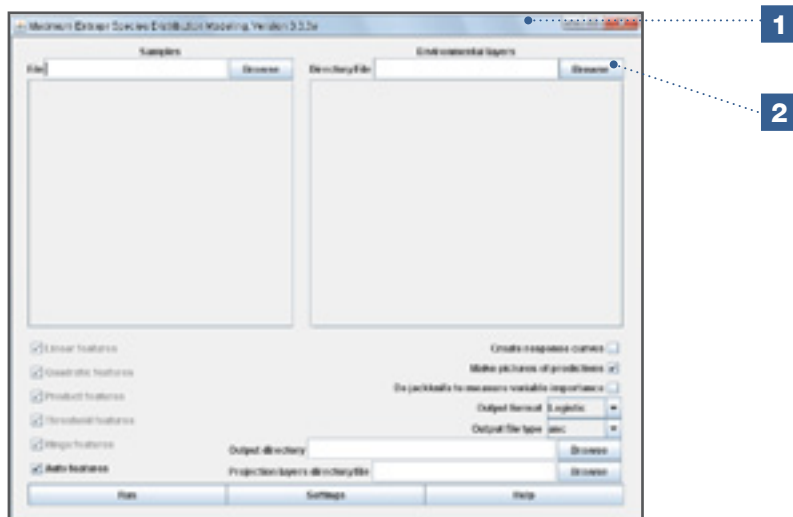 Maximum Entropy Species Distribution Modeling, Version 3.3.3e
1
Samples
Environmental layers
File
Browse
Directory/File
Browse
2
Linear features
Create response curves
Quadratic features
Make pictures of predictions
Product features
Do jackknife to measure variable importance
Output format
Logistic
Threshold features
Output file type
asc
Hinge features
Output directory
Browse
Auto features
Projection layers directory/file
Browse
Run
Settings
Help